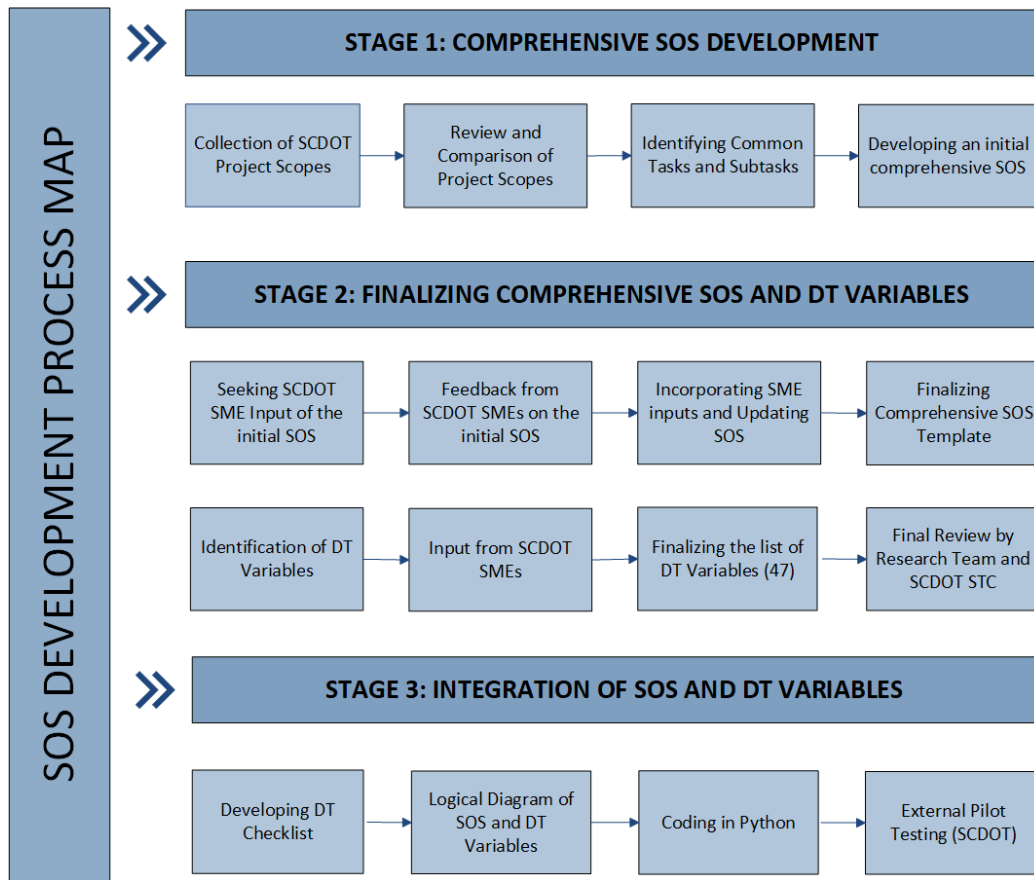 SOS DEVELOPMENT PROCESS MAP
STAGE 1: COMPREHENSIVE SOS DEVELOPMENT
Collection of SCDOT
Project Scopes
Review and
Comparison of
Project Scopes
Identifying Common
Tasks and Subtasks
Developing an initial
comprehensive SOS
STAGE 2: FINALIZING COMPREHENSIVE SOS AND DT VARIABLES
Seeking SCDOT
SME Input of the
initial SOS
Feedback from
SCDOT SMEs on the
initial SOS
Incorporating SME
inputs and Updating
SOS
Finalizing
Comprehensive SOS
Template
Identification of DT
Variables
Input from SCDOT
SMEs
Finalizing the list of
DT Variables (47)
Final Review by
Research Team and
SCDOT STC
STAGE 3: INTEGRATION OF SOS AND DT VARIABLES
Developing DT
Checklist
Logical Diagram of
SOS and DT
Variables
Coding in Python
External Pilot
Testing (SCDOT)